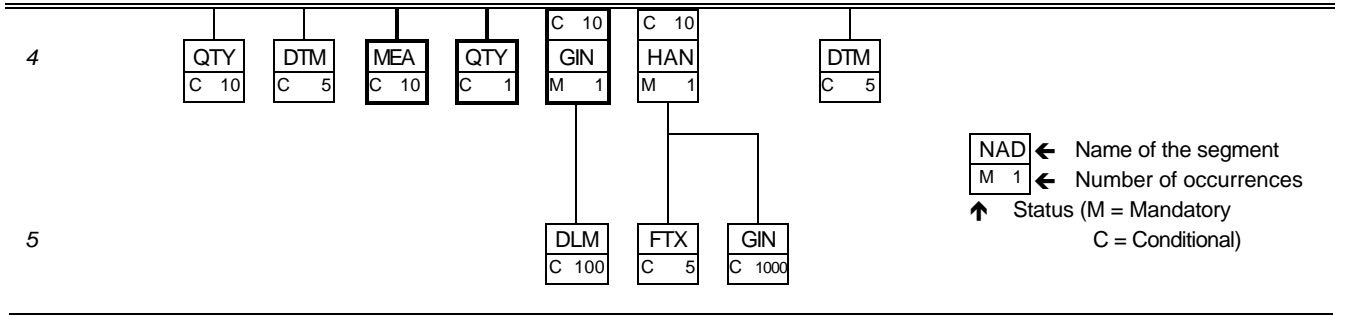 C 10 C 10
4 QTY DTM MEA QTY GIN HAN DTM
C 10 C 5 C 10 C 1 M 1 M 1 C 5
NAD ← Name of the segment
M 1 ← Number of occurrences
↑ Status (M = Mandatory
C = Conditional)
5 DLM FTX GIN
C 100 C 5 C 1000